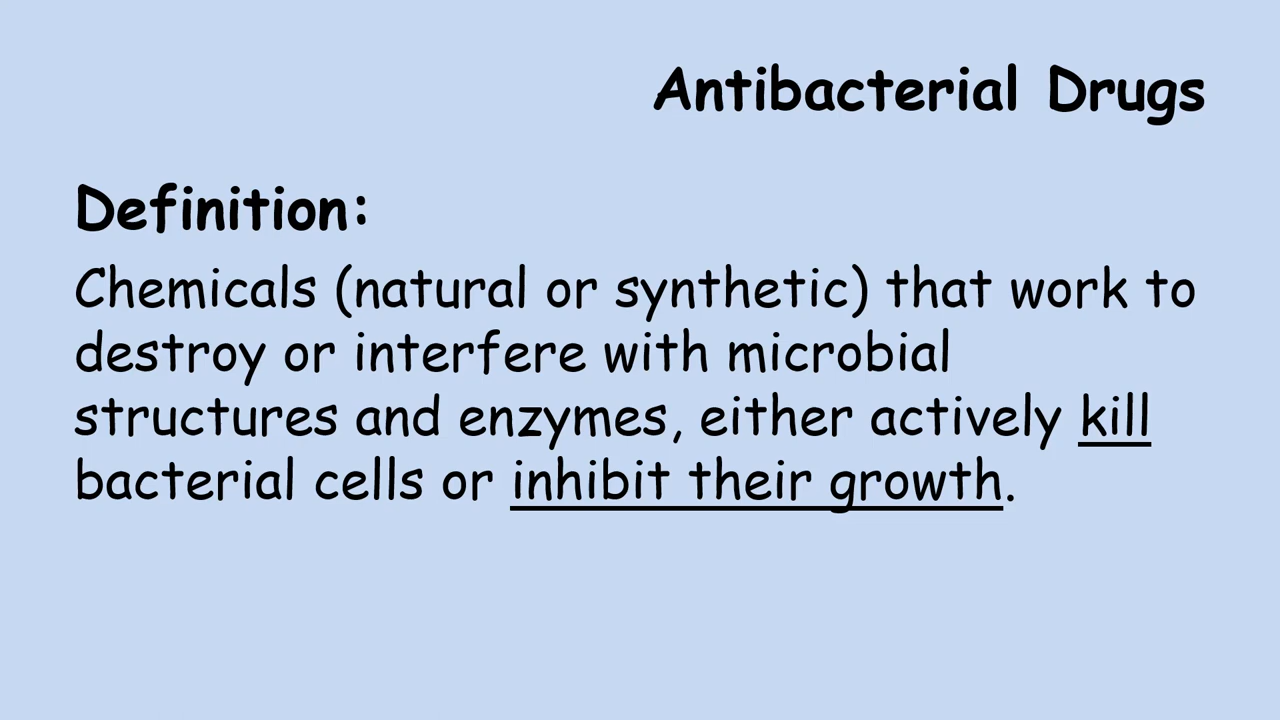 Antibacterial Drugs
Definition:
Chemicals (natural or synthetic) that work to
destroy or interfere with microbial
structures and enzymes, either actively kill
bacterial cells or inhibit their growth.